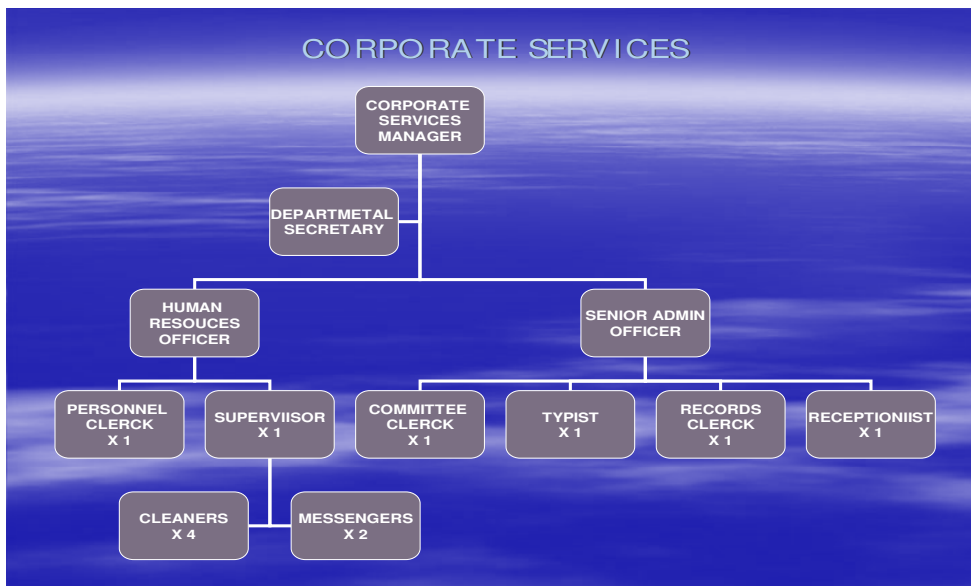 CORPORATE SERVICES
CORPORATE
SERVICES
MANAGER
DEPARTMETAL
SECRETARY
HUMAN
RESOUCES
OFFICER
SENIOR ADMIN
OFFICER
PERSONNEL
CLERCK
X 1
SUPERVIISOR
X 1
COMMITTEE
CLERCK
X 1
TYPIST
X 1
RECORDS
CLERCK
X 1
RECEPTIONIIST
X 1
CLEANERS
X 4
MESSENGERS
X 2